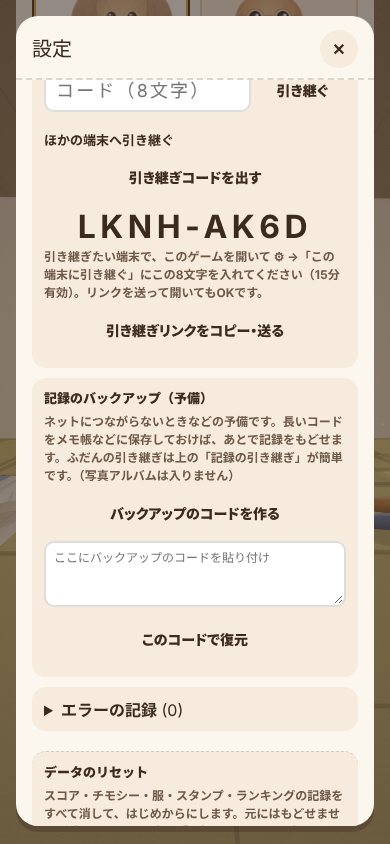 設定
×
コード（8文字）
引き継ぐ
ほかの端末へ引き継ぐ
引き継ぎコードを出す
LKNH-AK6D
引き継ぎたい端末で、このゲームを開いて ⚙ →「この
端末に引き継ぐ」にこの8文字を入れてください（15分
有効）。リンクを送って開いてもOKです。
引き継ぎリンクをコピー・送る
記録のバックアップ（予備）
ネットにつながらないときなどの予備です。長いコード
をメモ帳などに保存しておけば、あとで記録をもどせま
す。ふだんの引き継ぎは上の「記録の引き継ぎ」が簡単
です。（写真アルバムは入りません）
バックアップのコードを作る
ここにバックアップのコードを貼り付け
このコードで復元
▶ エラーの記録 (0)
データのリセット
スコア・チモシー・服・スタンプ・ランキングの記録を
すべて消して、はじめからにします。元にはもどせませ